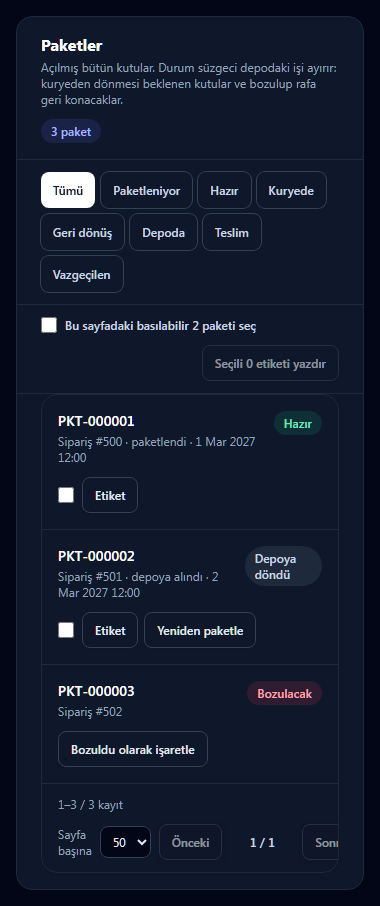 Paketler
Açılmış bütün kutular. Durum süzgeci depodaki işi ayırır:
kuryeden dönmesi beklenen kutular ve bozulup rafa
geri konacaklar.
3 paket
Tümü
Paketleniyor
Hazır
Kuryede
Geri dönüş
Depoda
Teslim
Vazgeçilen
Bu sayfadaki basılabilir 2 paketi seç
Seçili 0 etiketi yazdır
PKT-000001
Hazır
Sipariş #500 · paketlendi · 1 Mar 2027
12:00
Etiket
PKT-000002
Depoya
döndü
Sipariş #501 · depoya alındı · 2
Mar 2027 12:00
Etiket
Yeniden paketle
PKT-000003
Bozulacak
Sipariş #502
Bozuldu olarak işaretle
1–3 / 3 kayıt
Sayfa
başına
50
Önceki
1 / 1